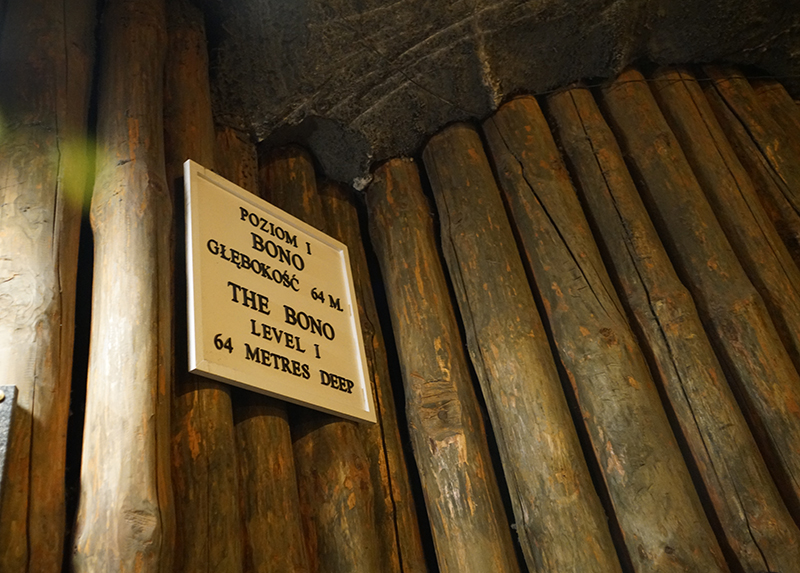 POZIOM I
BONO
GŁĘBOKOŚĆ 64 M.
THE BONO
LEVEL I
64 METRES DEEP